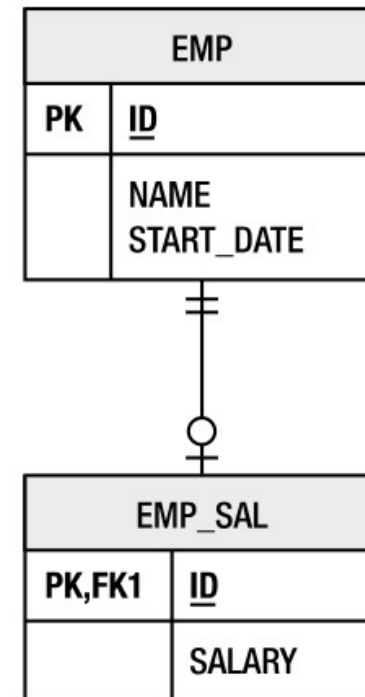 EMP
PK ID
NAME
START_DATE
EMP_SAL
PK,FK1 ID
SALARY